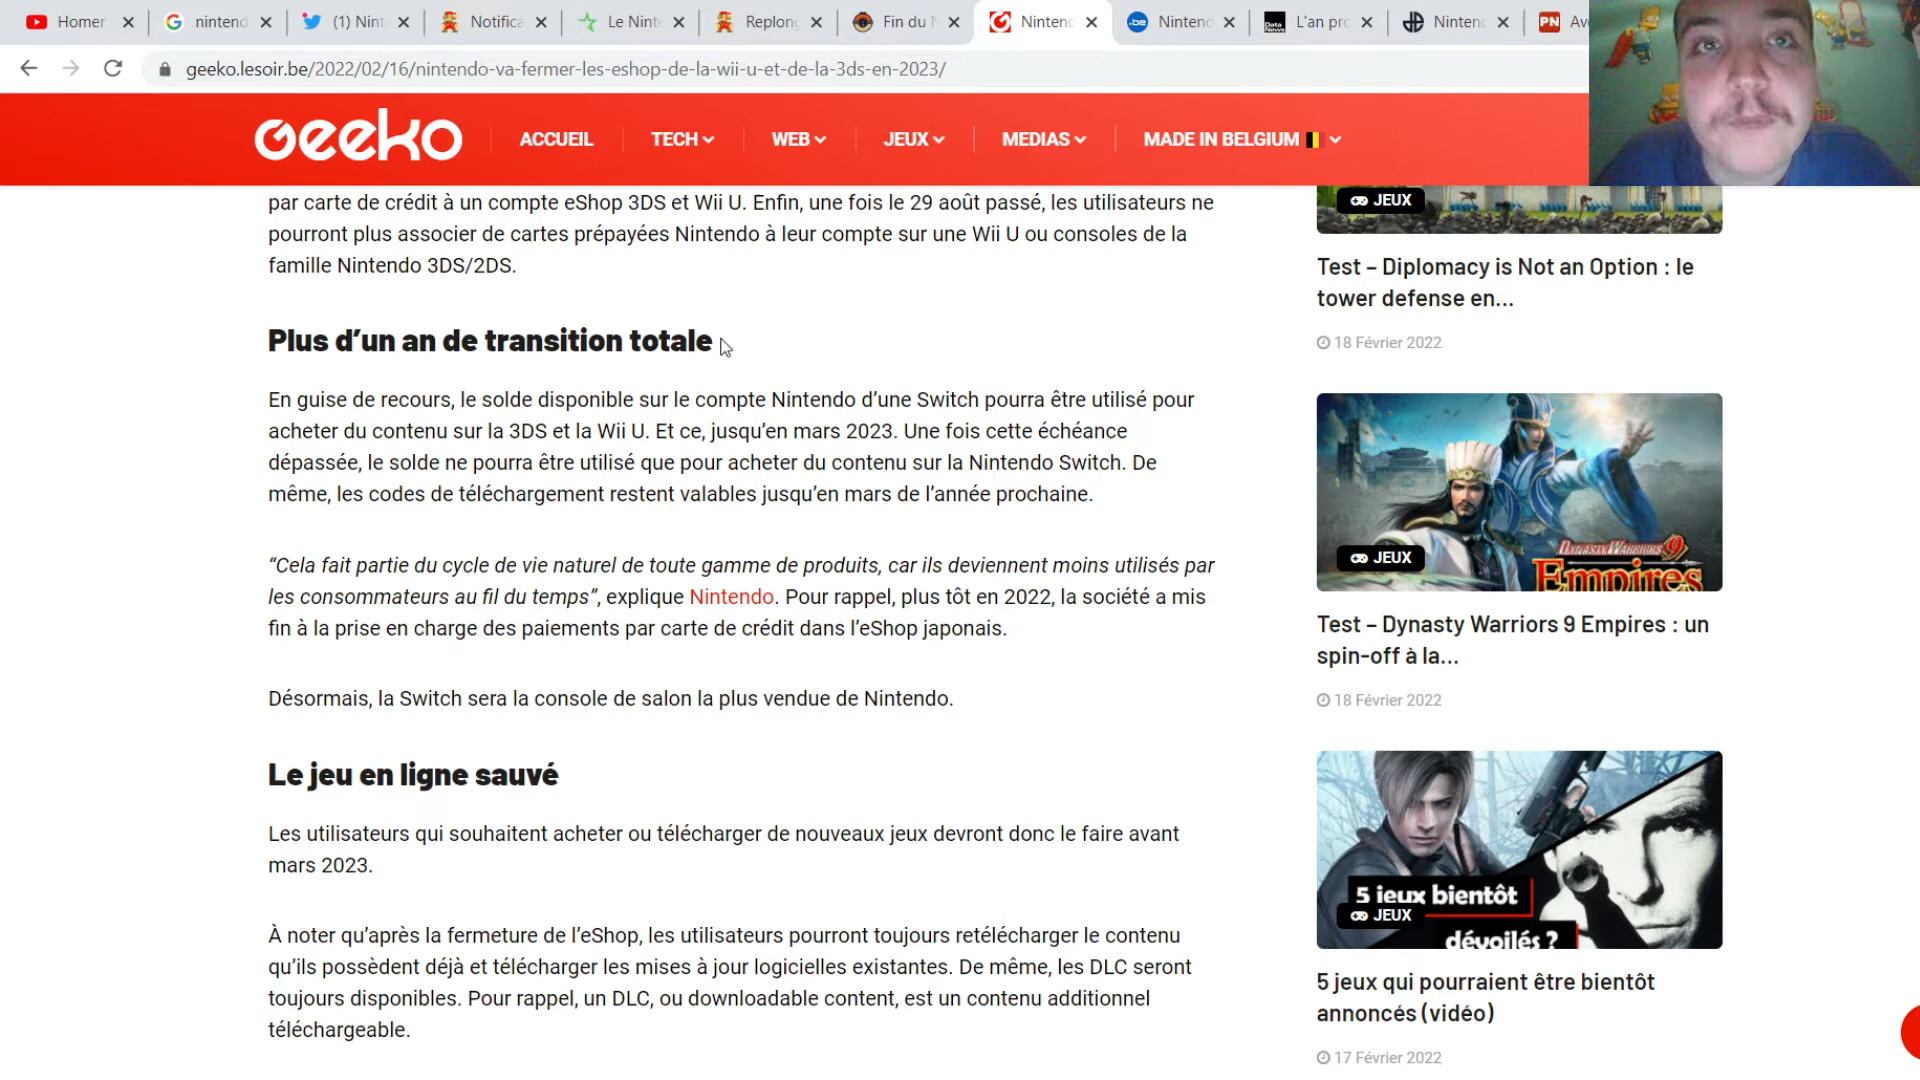 Homer
nintend
(1) Nint
Notifica
Le Ninte
Replong
Fin du N
Nintend
.be Nintend
Data News L'an pro
Nintend
PN Av
geeko.lesoir.be/2022/02/16/nintendo-va-fermer-les-eshop-de-la-wii-u-et-de-la-3ds-en-2023/
Geeko
ACCUEIL
TECH
WEB
JEUX
MEDIAS
MADE IN BELGIUM
par carte de crédit à un compte eShop 3DS et Wii U. Enfin, une fois le 29 août passé, les utilisateurs ne
pourront plus associer de cartes prépayées Nintendo à leur compte sur une Wii U ou consoles de la
famille Nintendo 3DS/2DS.
Plus d’un an de transition totale
En guise de recours, le solde disponible sur le compte Nintendo d’une Switch pourra être utilisé pour
acheter du contenu sur la 3DS et la Wii U. Et ce, jusqu’en mars 2023. Une fois cette échéance
dépassée, le solde ne pourra être utilisé que pour acheter du contenu sur la Nintendo Switch. De
même, les codes de téléchargement restent valables jusqu’en mars de l’année prochaine.
“Cela fait partie du cycle de vie naturel de toute gamme de produits, car ils deviennent moins utilisés par
les consommateurs au fil du temps”, explique Nintendo. Pour rappel, plus tôt en 2022, la société a mis
fin à la prise en charge des paiements par carte de crédit dans l’eShop japonais.
Désormais, la Switch sera la console de salon la plus vendue de Nintendo.
Le jeu en ligne sauvé
Les utilisateurs qui souhaitent acheter ou télécharger de nouveaux jeux devront donc le faire avant
mars 2023.
À noter qu’après la fermeture de l’eShop, les utilisateurs pourront toujours retélécharger le contenu
qu’ils possèdent déjà et télécharger les mises à jour logicielles existantes. De même, les DLC seront
toujours disponibles. Pour rappel, un DLC, ou downloadable content, est un contenu additionnel
téléchargeable.
JEUX
Test – Diplomacy is Not an Option : le
tower defense en...
18 Février 2022
DYNASTY WARRIORS 9
Empires
JEUX
Test – Dynasty Warriors 9 Empires : un
spin-off à la...
18 Février 2022
5 jeux bientôt
JEUX
dévoilés ?
5 jeux qui pourraient être bientôt
annoncés (vidéo)
17 Février 2022